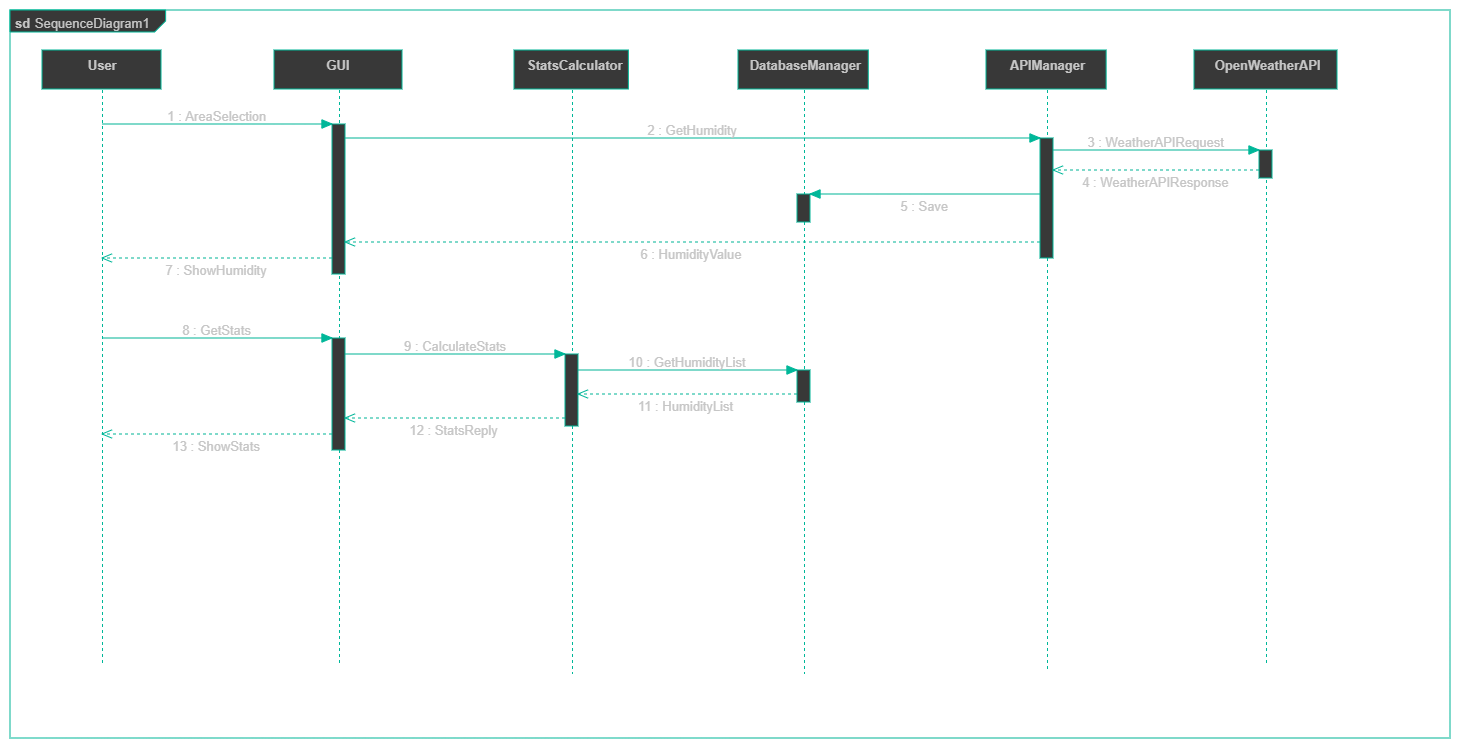 sd SequenceDiagram1
User
GUI
StatsCalculator
DatabaseManager
APIManager
OpenWeatherAPI
1 : AreaSelection
2 : GetHumidity
3 : WeatherAPIRequest
4 : WeatherAPIResponse
5 : Save
6 : HumidityValue
7 : ShowHumidity
8 : GetStats
9 : CalculateStats
10 : GetHumidityList
11 : HumidityList
12 : StatsReply
13 : ShowStats